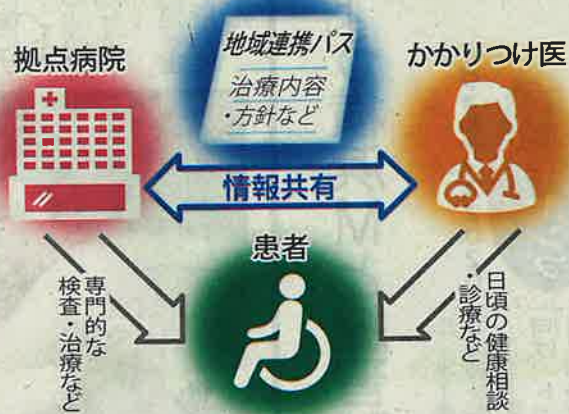 拠点病院
地域連携パス
治療内容
・方針など
かかりつけ医
情報共有
患者
専門的な
検査・治療など
日頃の健康相談
・診療など